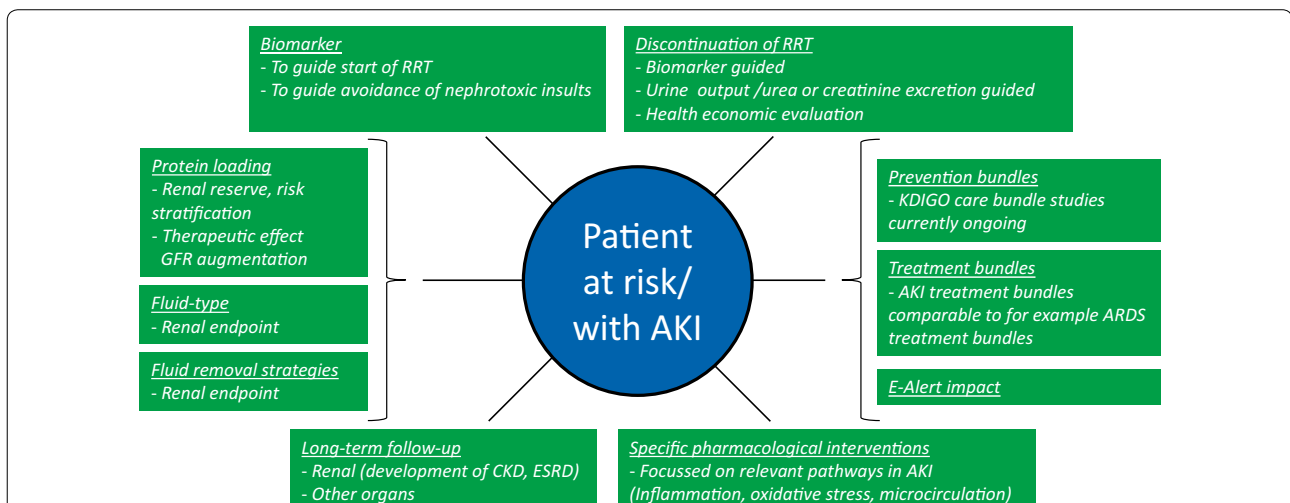 Biomarker
- To guide start of RRT
- To guide avoidance of nephrotoxic insults
Discontinuation of RRT
- Biomarker guided
- Urine output /urea or creatinine excretion guided
- Health economic evaluation
Protein loading
- Renal reserve, risk
stratification
- Therapeutic effect
GFR augmentation
Fluid-type
- Renal endpoint
Fluid removal strategies
- Renal endpoint
Patient
at risk/
with AKI
Prevention bundles
- KDIGO care bundle studies
currently ongoing
Treatment bundles
- AKI treatment bundles
comparable to for example ARDS
treatment bundles
E-Alert impact
Long-term follow-up
- Renal (development of CKD, ESRD)
- Other organs
Specific pharmacological interventions
- Focussed on relevant pathways in AKI
(Inflammation, oxidative stress, microcirculation)